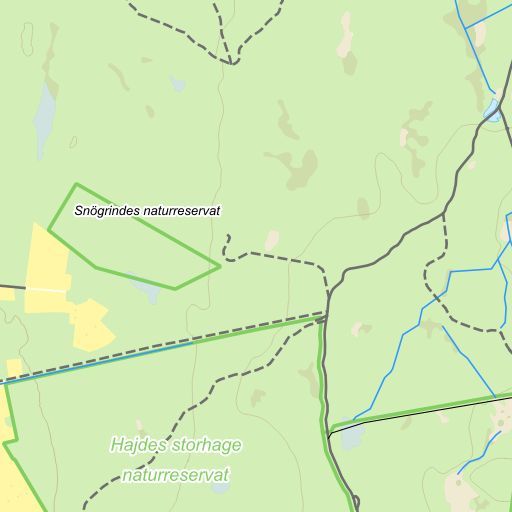 Snögrindes naturreservat
Hajdes storhage
naturreservat